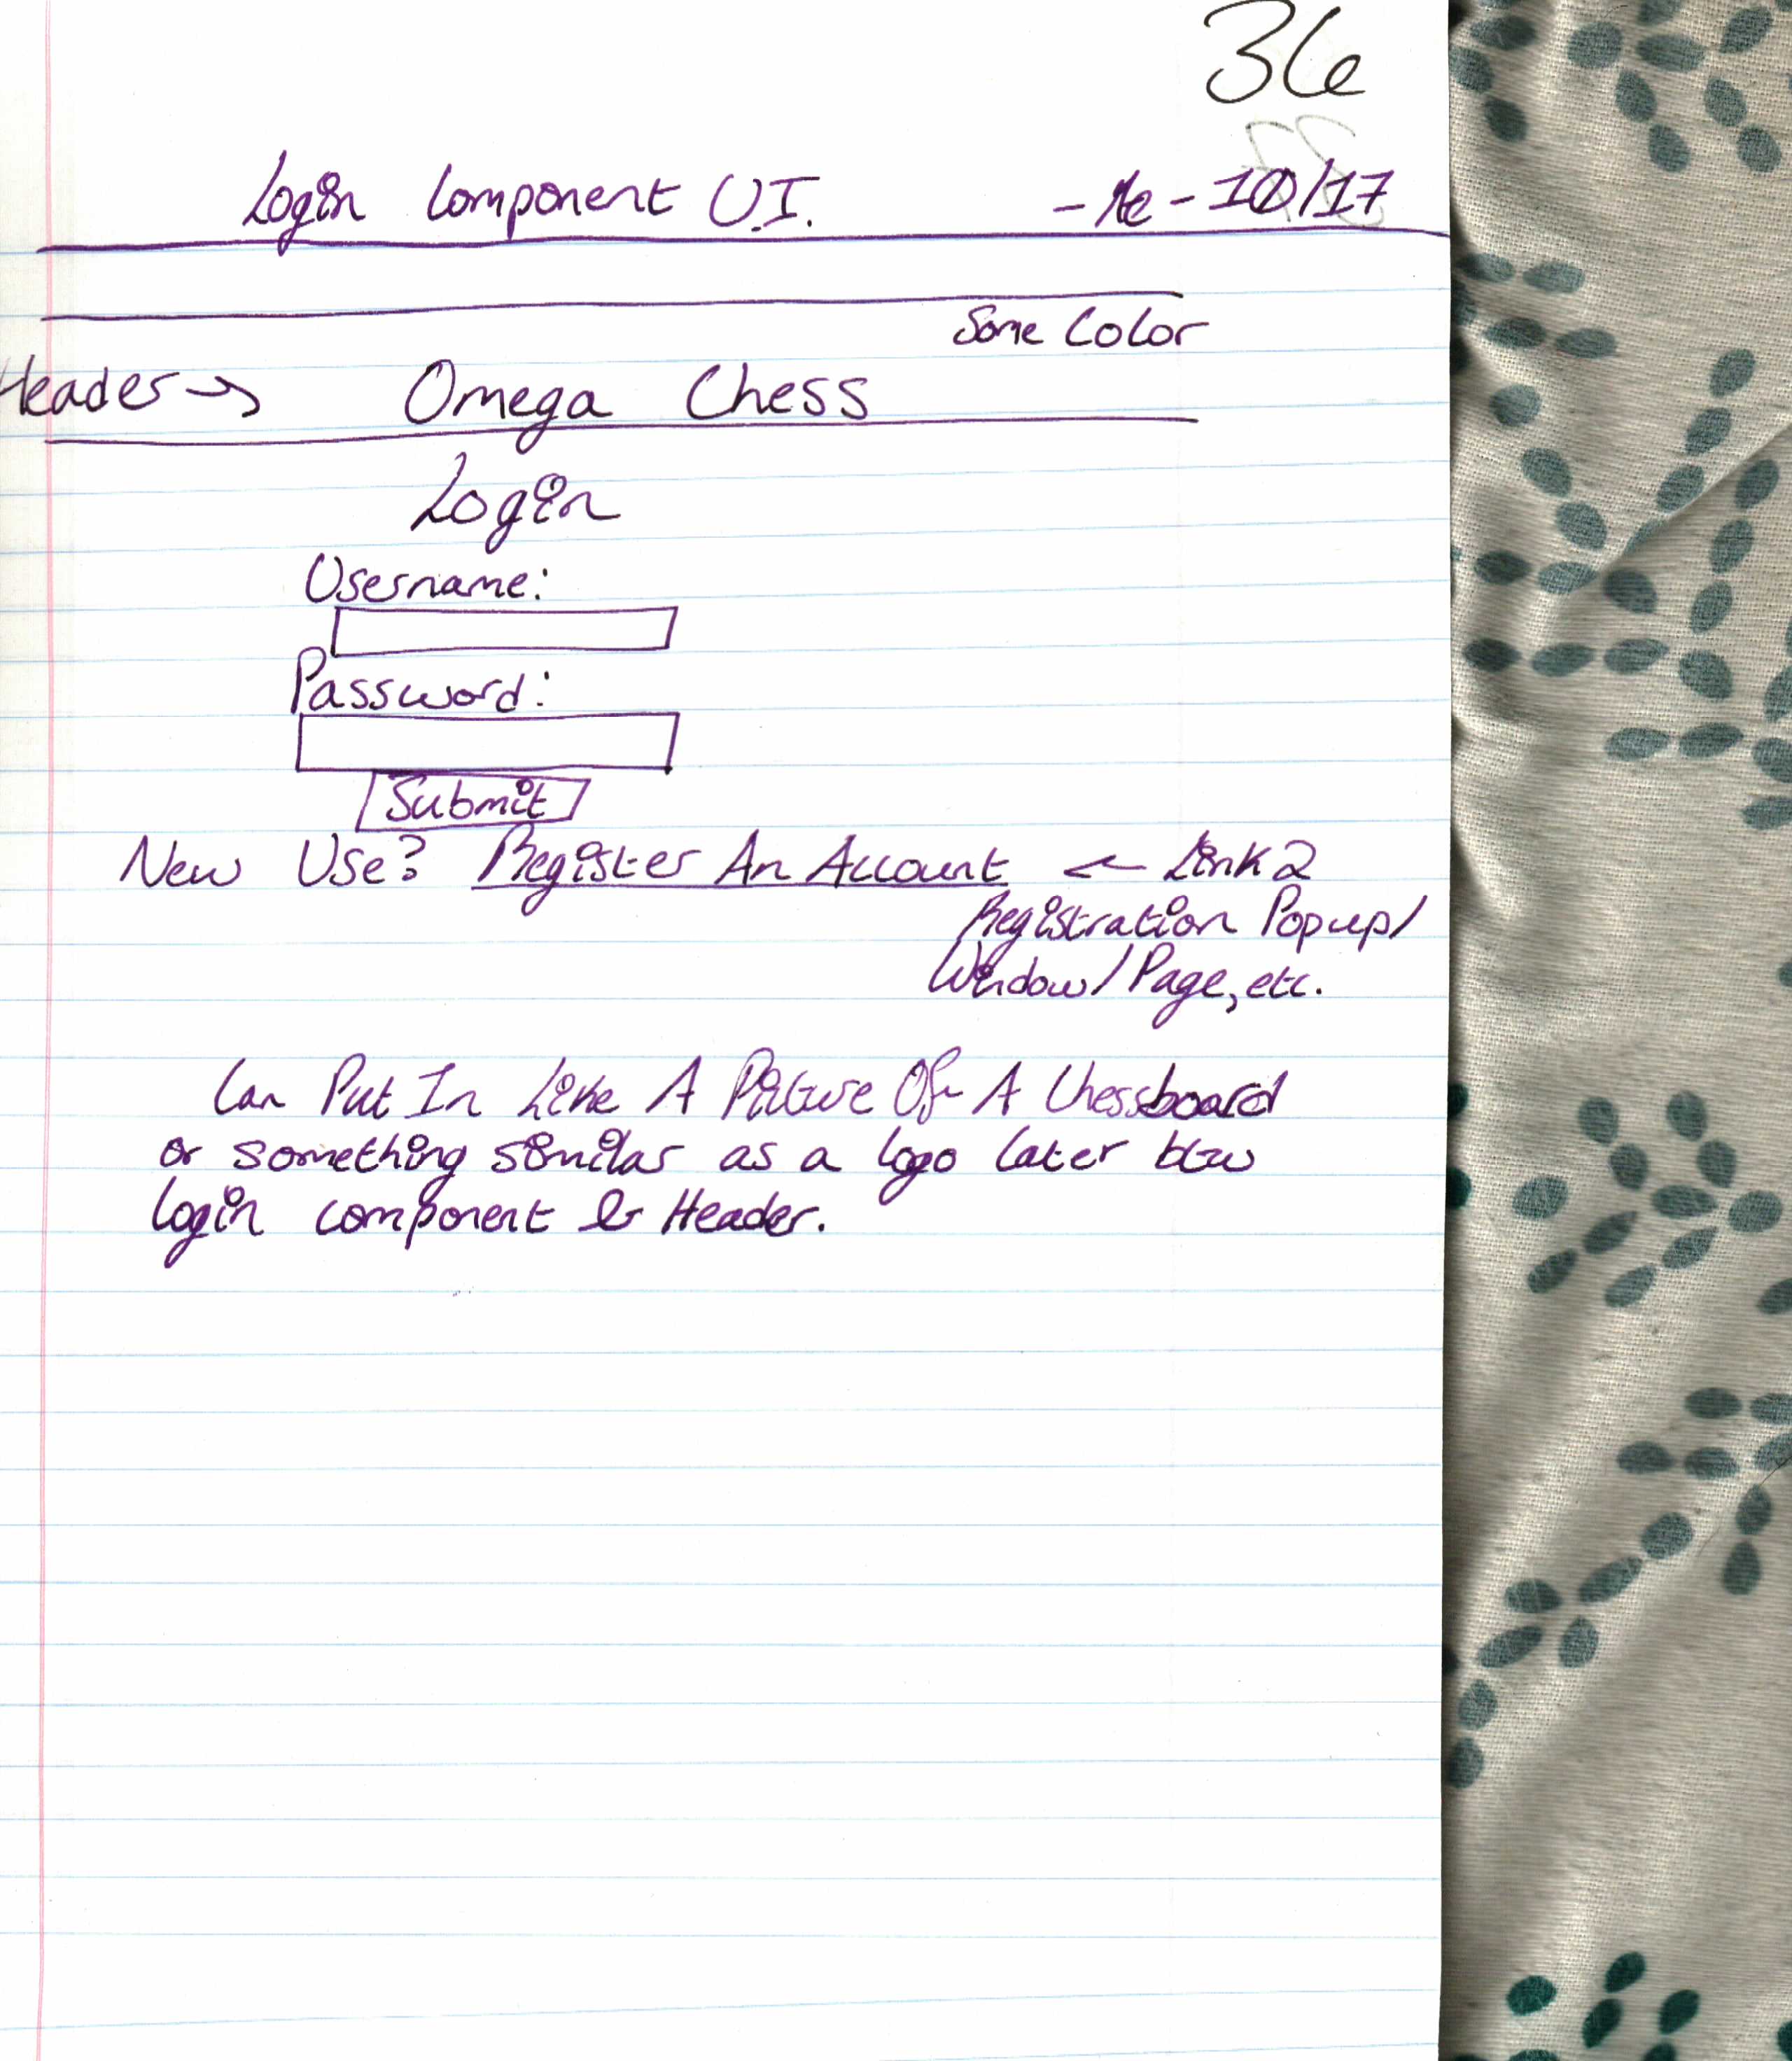 36
Login Component U.I. - Me - 10/17
Some Color
Header → Omega Chess
Login
Username:
Password:
Submit
New Use? Register An Account ← Link 2
Registration Popup/
Window/Page, etc.
Can Put In Like A Picture Of A Chessboard
or something similar as a logo later btw
login component & Header.